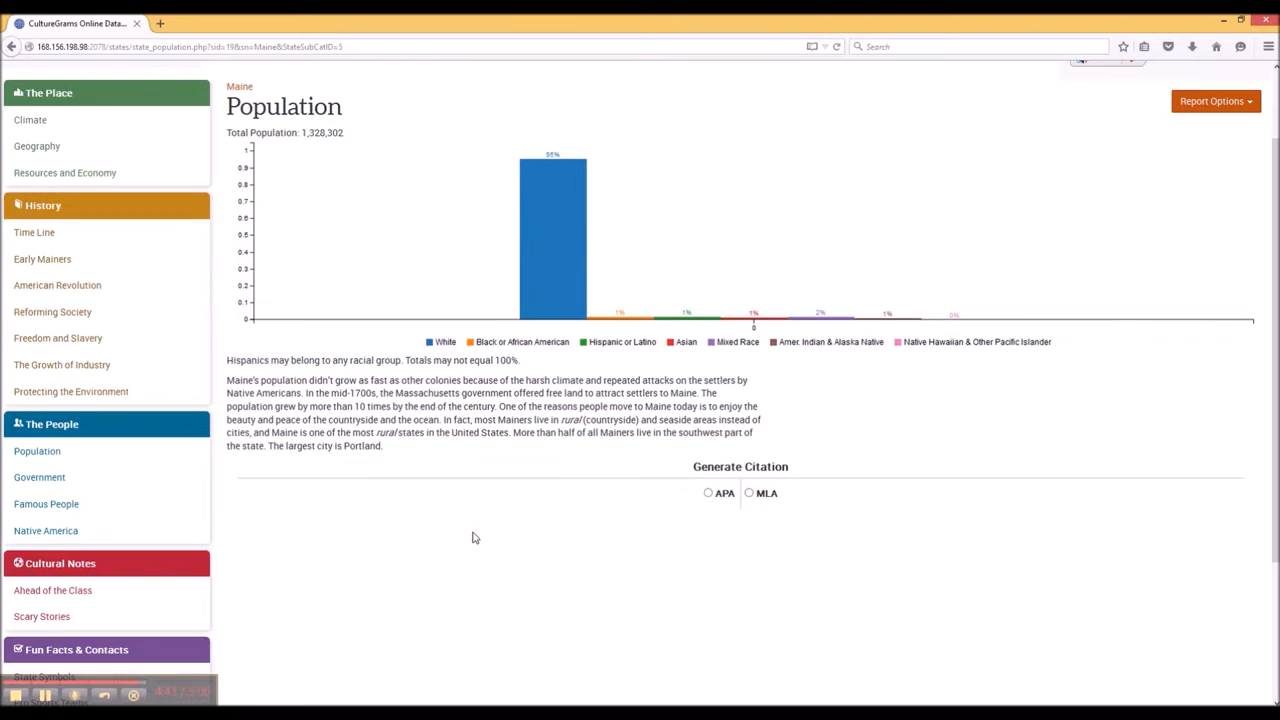 CultureGrams Online Data...
168.156.198.98:2078/states/state_population.php?sid=19&sn=Maine&StateSubCatID=5
Search
The Place
Climate
Geography
Resources and Economy
History
Time Line
Early Mainers
American Revolution
Reforming Society
Freedom and Slavery
The Growth of Industry
Protecting the Environment
The People
Population
Government
Famous People
Native America
Cultural Notes
Ahead of the Class
Scary Stories
Fun Facts & Contacts
State Symbols
Pro Sports Teams
Maine
Population
Report Options
Total Population: 1,328,302
1
0.9
0.8
0.7
0.6
0.5
0.4
0.3
0.2
0.1
0
95%
1%
1%
1%
2%
1%
0%
0
White Black or African American Hispanic or Latino Asian Mixed Race Amer. Indian & Alaska Native Native Hawaiian & Other Pacific Islander
Hispanics may belong to any racial group. Totals may not equal 100%.
Maine's population didn't grow as fast as other colonies because of the harsh climate and repeated attacks on the settlers by
Native Americans. In the mid-1700s, the Massachusetts government offered free land to attract settlers to Maine. The
population grew by more than 10 times by the end of the century. One of the reasons people move to Maine today is to enjoy the
beauty and peace of the countryside and the ocean. In fact, most Mainers live in rural (countryside) and seaside areas instead of
cities, and Maine is one of the most rural states in the United States. More than half of all Mainers live in the southwest part of
the state. The largest city is Portland.
Generate Citation
APA MLA